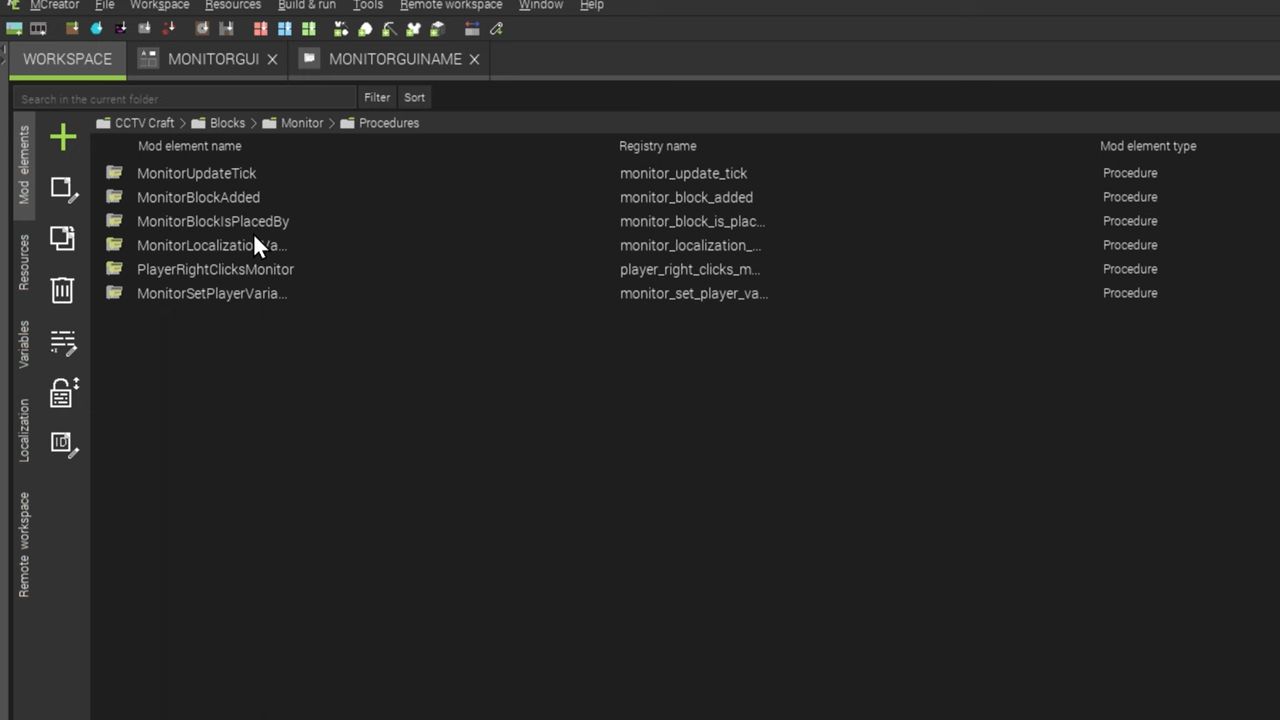 MCreator File Workspace Resources Build & run Tools Remote workspace Window Help
WORKSPACE MONITORGUI MONITORGUINAME
Search in the current folder Filter Sort
CCTV Craft > Blocks > Monitor > Procedures
Mod element name Registry name Mod element type
MonitorUpdateTick monitor_update_tick Procedure
MonitorBlockAdded monitor_block_added Procedure
MonitorBlockIsPlacedBy monitor_block_is_plac... Procedure
MonitorLocalizationVa... monitor_localization_... Procedure
PlayerRightClicksMonitor player_right_clicks_m... Procedure
MonitorSetPlayerVaria... monitor_set_player_va... Procedure
Mod elements
Resources
Variables
Localization
Remote workspace
ID